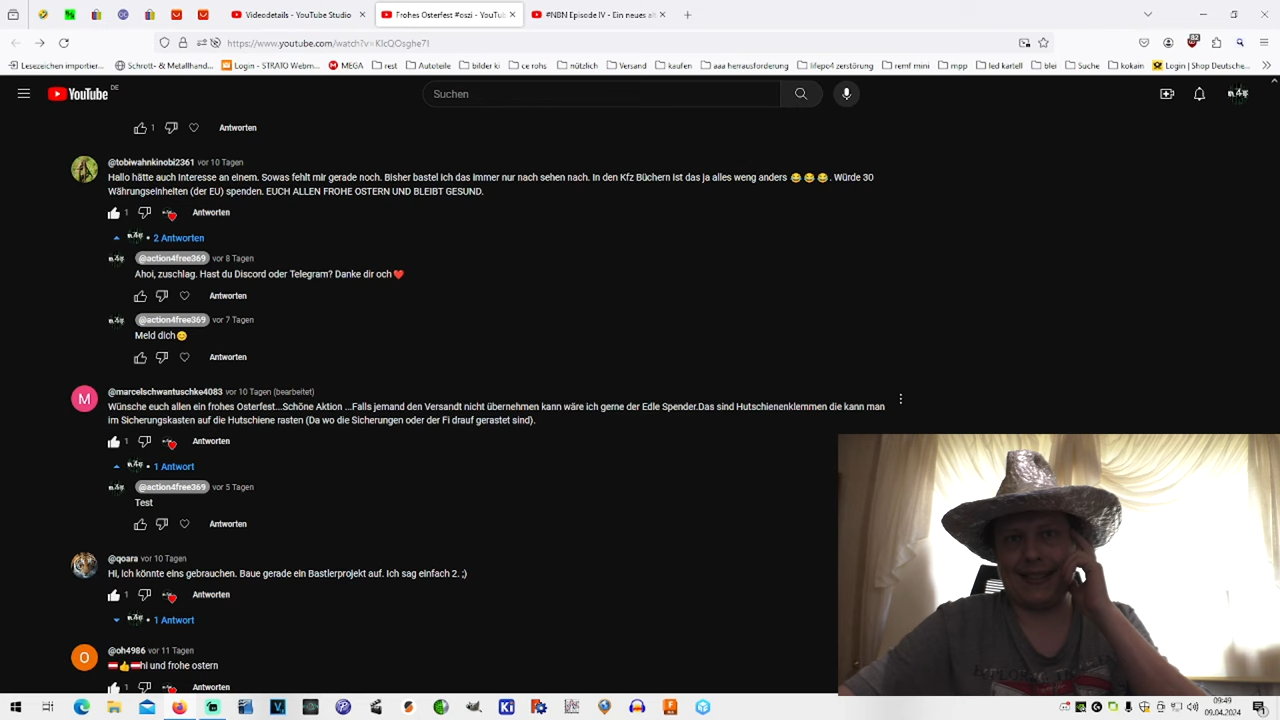 Videodetails - YouTube Studio
Frohes Osterfest #oszi - YouTub
#NBN Episode IV - Ein neues al
https://www.youtube.com/watch?v=KIcQOsghe7I
Lesezeichen importier...
Schrott- & Metallhand...
Login - STRATO Webm...
MEGA
rest
Autoteile
bilder ki
ce rohs
nützlich
Versand
kaufen
aaa herrausforderung
lifepo4 zerstörung
remf mini
mpp
led kartell
blei
Suche
kokain
Login | Shop Deutsche...
YouTube DE
Suchen
1 Antworten
@tobiwahnkinobi2361 vor 10 Tagen
Hallo hätte auch Interesse an einem. Sowas fehlt mir gerade noch. Bisher bastel ich das immer nur nach sehen nach. In den Kfz Büchern ist das ja alles weng anders 😂😂😂. Würde 30
Währungseinheiten (der EU) spenden. EUCH ALLEN FROHE OSTERN UND BLEIBT GESUND.
1 Antworten
2 Antworten
@action4free369 vor 8 Tagen
Ahoi, zuschlag. Hast du Discord oder Telegram? Danke dir och❤️
Antworten
@action4free369 vor 7 Tagen
Meld dich😊
Antworten
M
@marcelschwantuschke4083 vor 10 Tagen (bearbeitet)
Wünsche euch allen ein frohes Osterfest...Schöne Aktion ...Falls jemand den Versandt nicht übernehmen kann wäre ich gerne der Edle Spender.Das sind Hutschienenklemmen die kann man
im Sicherungskasten auf die Hutschiene rasten (Da wo die Sicherungen oder der Fi drauf gerastet sind).
1 Antworten
1 Antwort
@action4free369 vor 5 Tagen
Test
Antworten
@qoara vor 10 Tagen
Hi, ich könnte eins gebrauchen. Baue gerade ein Bastlerprojekt auf. Ich sag einfach 2. ;)
Antworten
1 Antwort
O
@oh4986 vor 11 Tagen
🇦🇹👍🇦🇹hi und frohe ostern
1 Antworten
09:49
09.04.2024